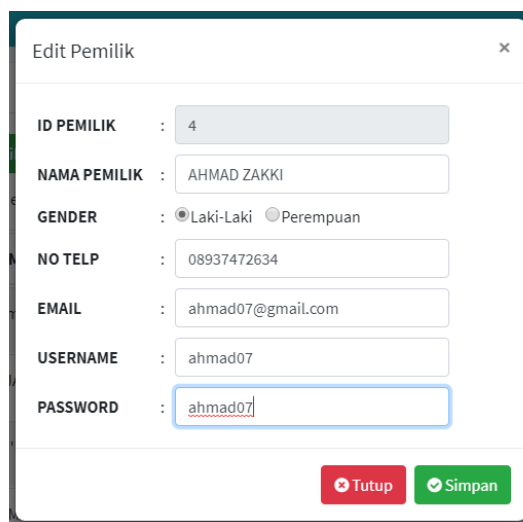 Edit Pemilik ×
ID PEMILIK : 4
NAMA PEMILIK : AHMAD ZAKKI
GENDER : Laki-Laki Perempuan
NO TELP : 08937472634
EMAIL : ahmad07@gmail.com
USERNAME : ahmad07
PASSWORD : ahmad07
Tutup Simpan